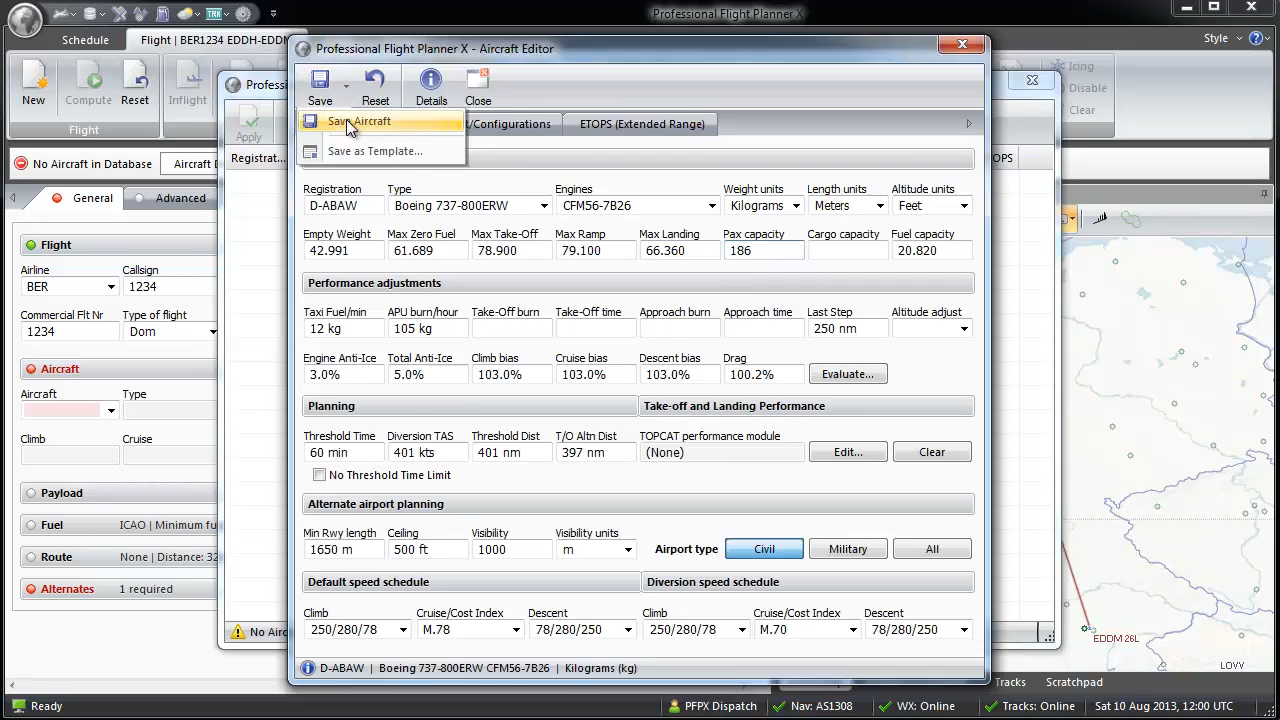 Professional Flight Planner X
Schedule
Flight | BER1234 EDDH-EDDM
Style
New
Compute
Reset
Inflight
Icing
Disable
Clear
Flight
No Aircraft in Database
Apply
Registrat...
Professional Flight Planner X - Aircraft Editor
Save
Reset
Details
Close
Save Aircraft
Save as Template...
t/Configurations
ETOPS (Extended Range)
Registration
Type
Engines
Weight units
Length units
Altitude units
D-ABAW
Boeing 737-800ERW
CFM56-7B26
Kilograms
Meters
Feet
Empty Weight
Max Zero Fuel
Max Take-Off
Max Ramp
Max Landing
Pax capacity
Cargo capacity
Fuel capacity
42.991
61.689
78.900
79.100
66.360
186
20.820
Performance adjustments
Taxi Fuel/min
APU burn/hour
Take-Off burn
Take-Off time
Approach burn
Approach time
Last Step
Altitude adjust
12 kg
105 kg
250 nm
Engine Anti-Ice
Total Anti-Ice
Climb bias
Cruise bias
Descent bias
Drag
3.0%
5.0%
103.0%
103.0%
103.0%
100.2%
Evaluate...
Planning
Take-off and Landing Performance
Threshold Time
Diversion TAS
Threshold Dist
T/O Altn Dist
TOPCAT performance module
60 min
401 kts
401 nm
397 nm
(None)
Edit...
Clear
No Threshold Time Limit
Alternate airport planning
Min Rwy length
Ceiling
Visibility
Visibility units
1650 m
500 ft
1000
m
Airport type
Civil
Military
All
Default speed schedule
Diversion speed schedule
Climb
Cruise/Cost Index
Descent
Climb
Cruise/Cost Index
Descent
250/280/78
M.78
78/280/250
250/280/78
M.70
78/280/250
D-ABAW | Boeing 737-800ERW CFM56-7B26 | Kilograms (kg)
General
Advanced
Flight
Airline
Callsign
BER
1234
Commercial Flt Nr
Type of flight
1234
Dom
Aircraft
Aircraft
Type
Climb
Cruise
Payload
Fuel
ICAO | Minimum fu
Route
None | Distance: 32
Alternates
1 required
No Air
EDDM 26L
LOVV
Tracks
Scratchpad
Ready
PFPX Dispatch
Nav: AS1308
WX: Online
Tracks: Online
Sat 10 Aug 2013, 12:00 UTC